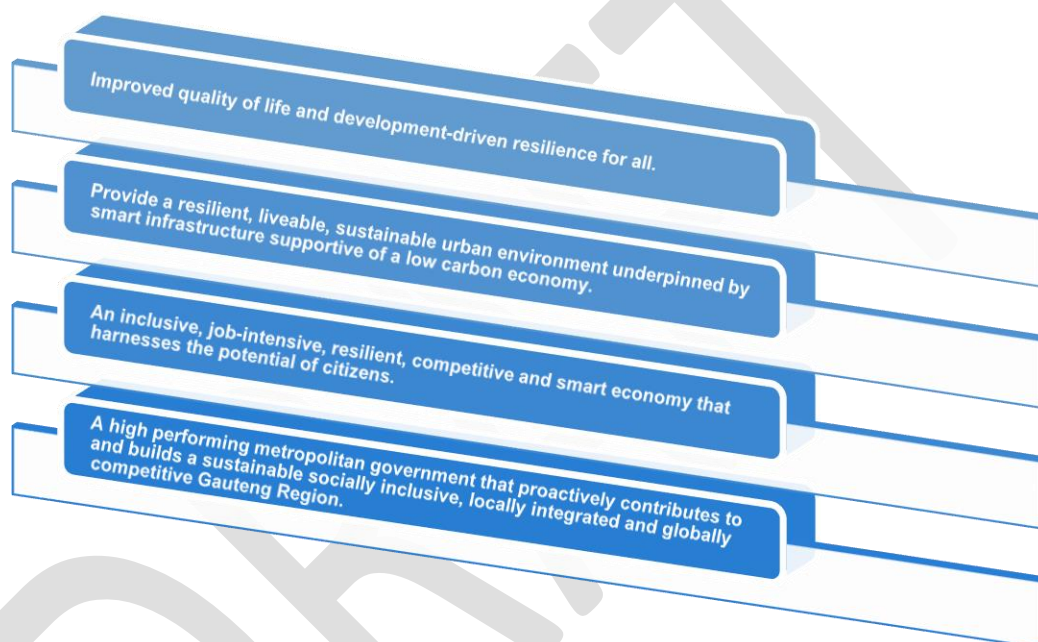 Improved quality of life and development-driven resilience for all.
Provide a resilient, liveable, sustainable urban environment underpinned by
smart infrastructure supportive of a low carbon economy.
An inclusive, job-intensive, resilient, competitive and smart economy that
harnesses the potential of citizens.
A high performing metropolitan government that proactively contributes to
and builds a sustainable socially inclusive, locally integrated and globally
competitive Gauteng Region.